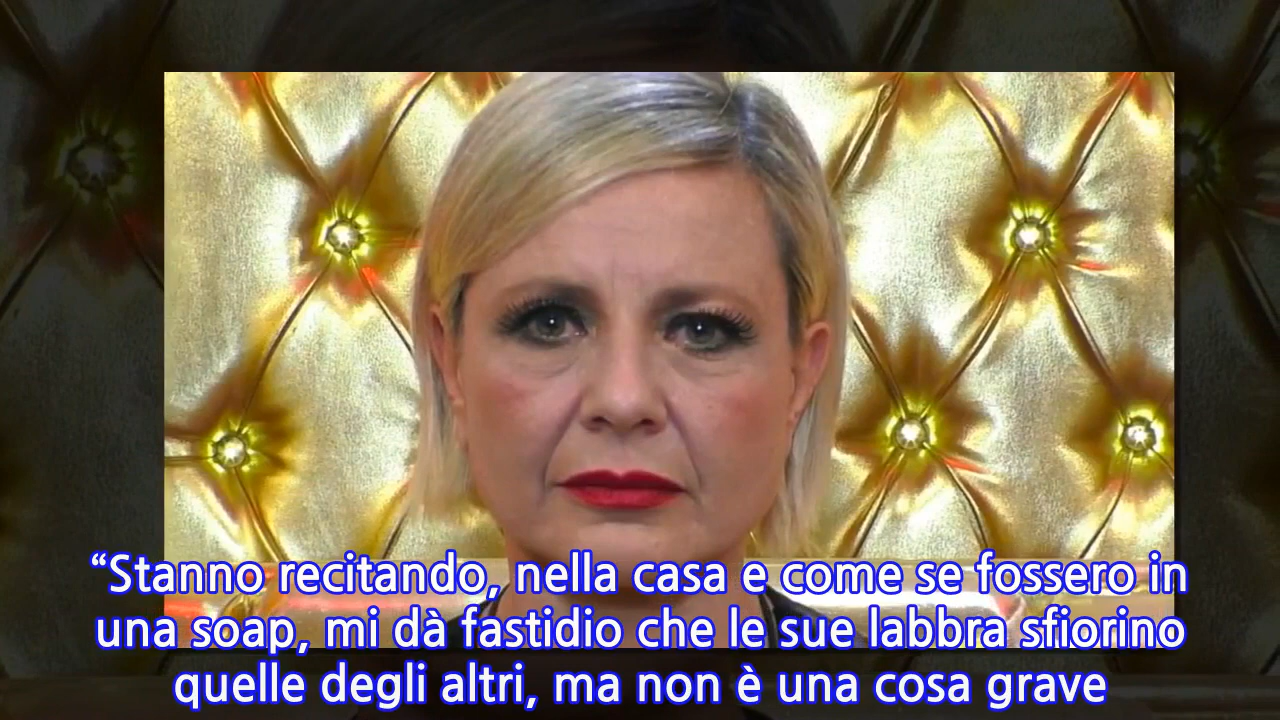 “Stanno recitando, nella casa e come se fossero in
una soap, mi dà fastidio che le sue labbra sfiorino
quelle degli altri, ma non è una cosa grave